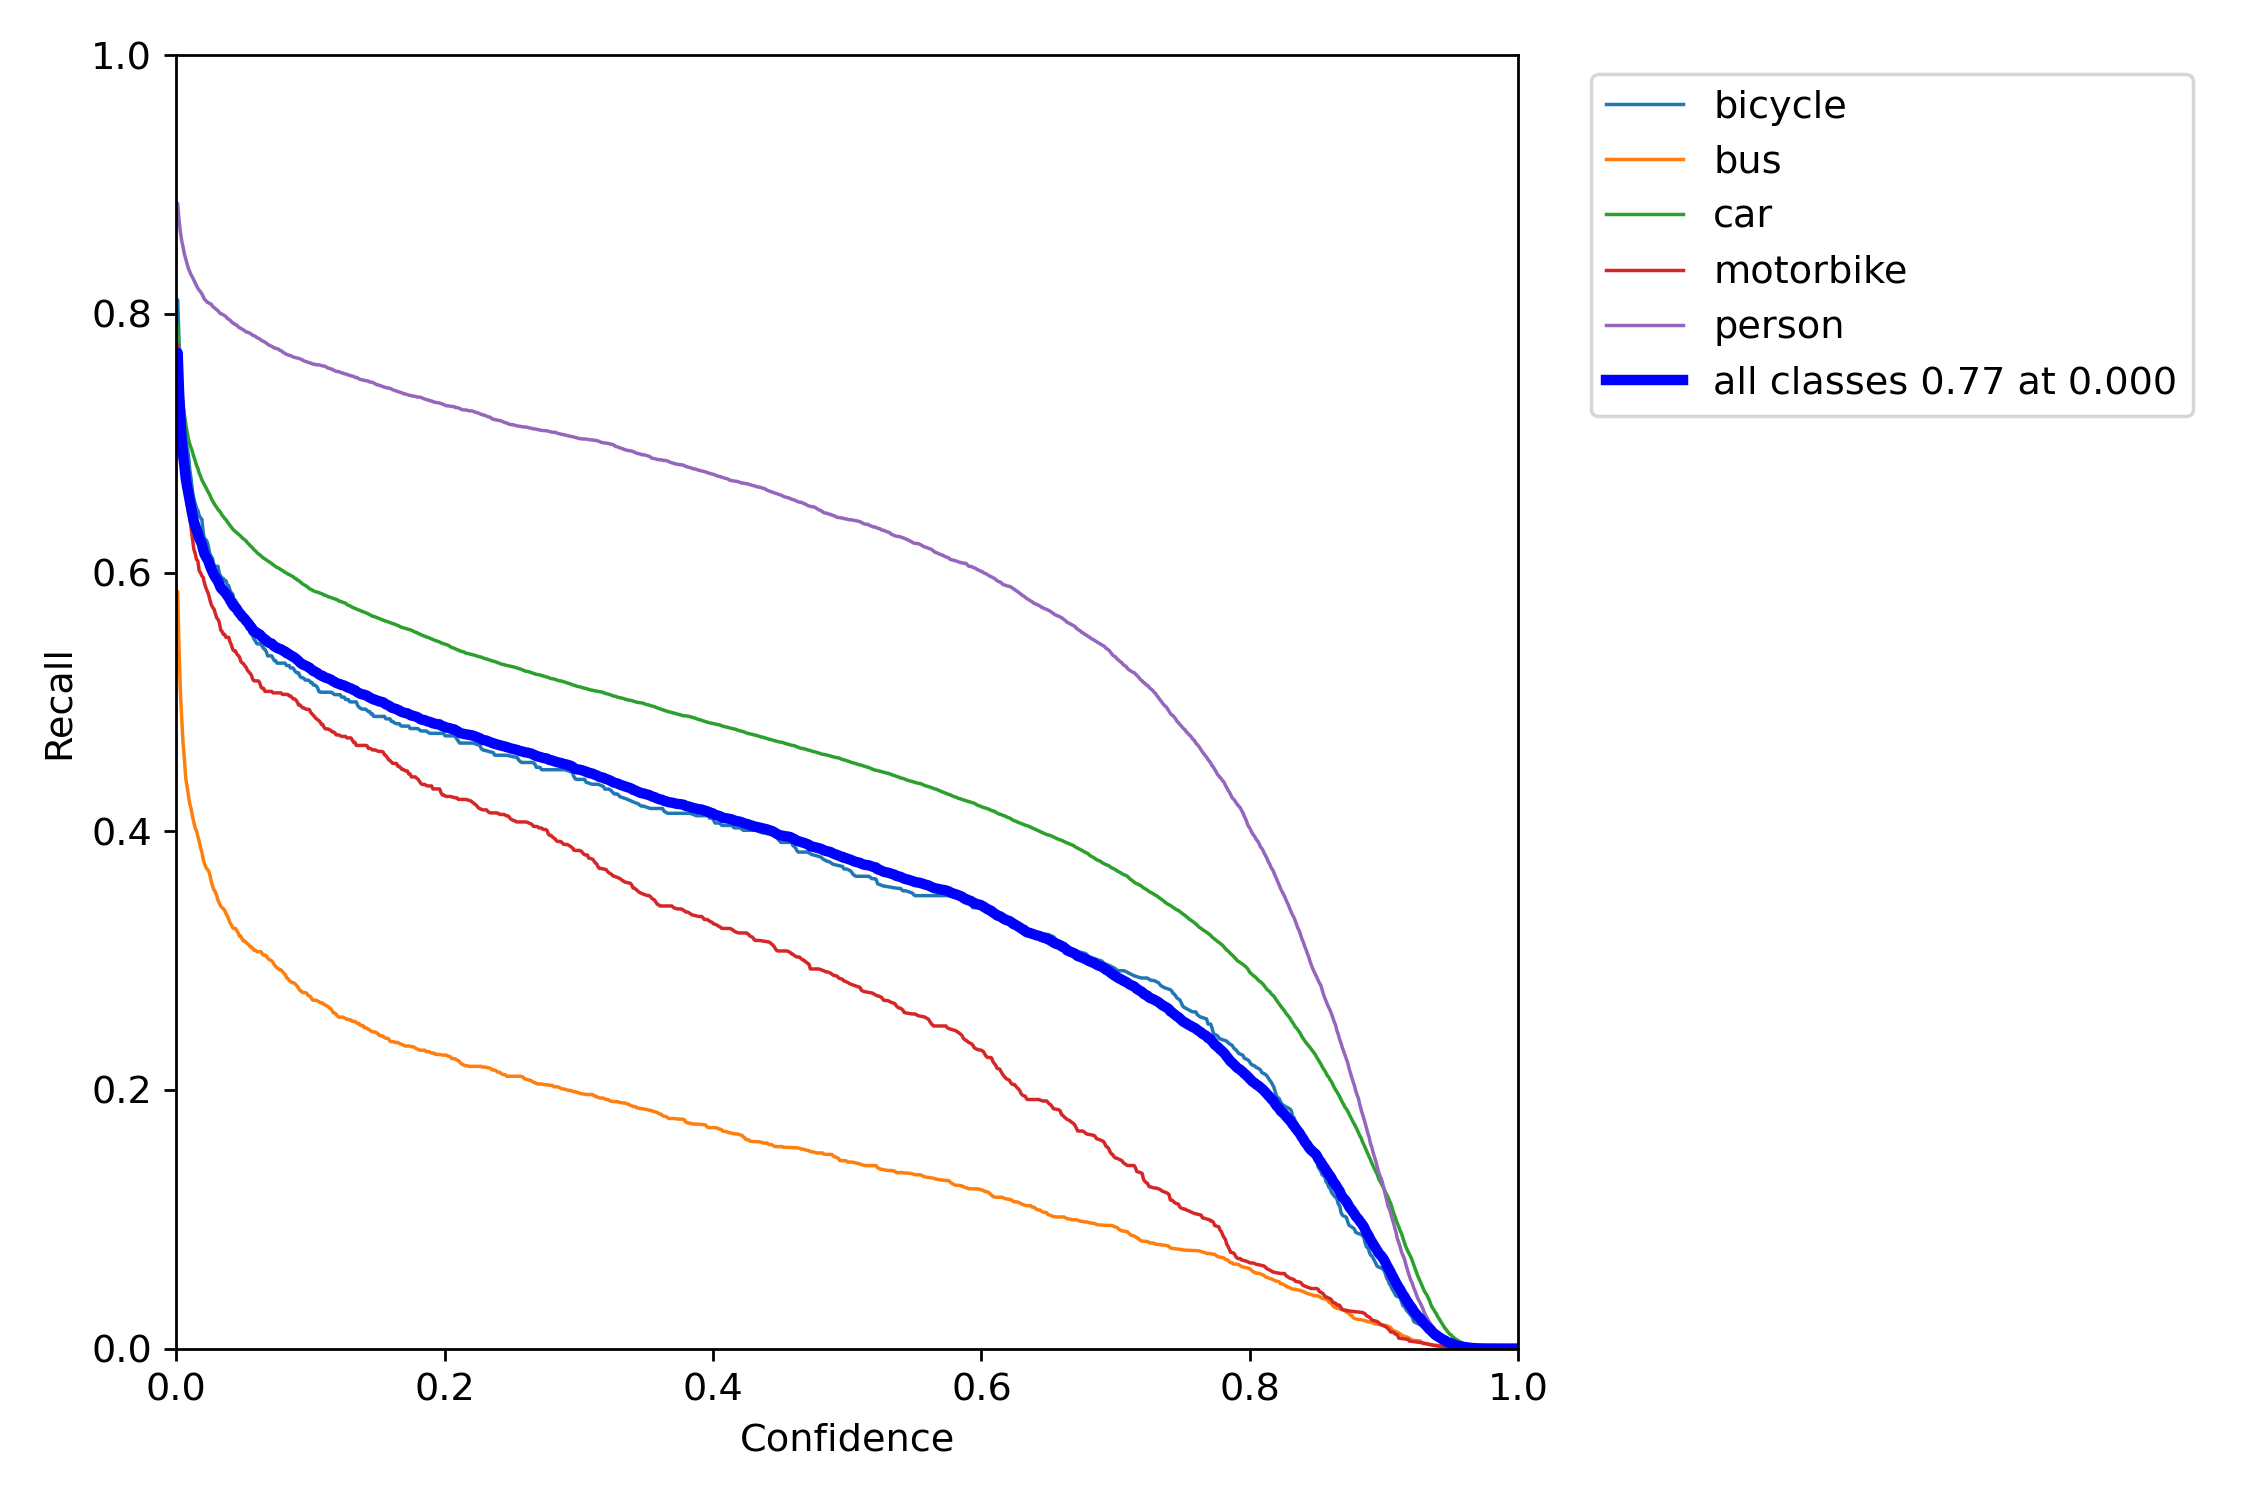 1.0
0.8
0.6
0.4
0.2
0.0
Recall
0.0 0.2 0.4 0.6 0.8 1.0
Confidence
bicycle
bus
car
motorbike
person
all classes 0.77 at 0.000